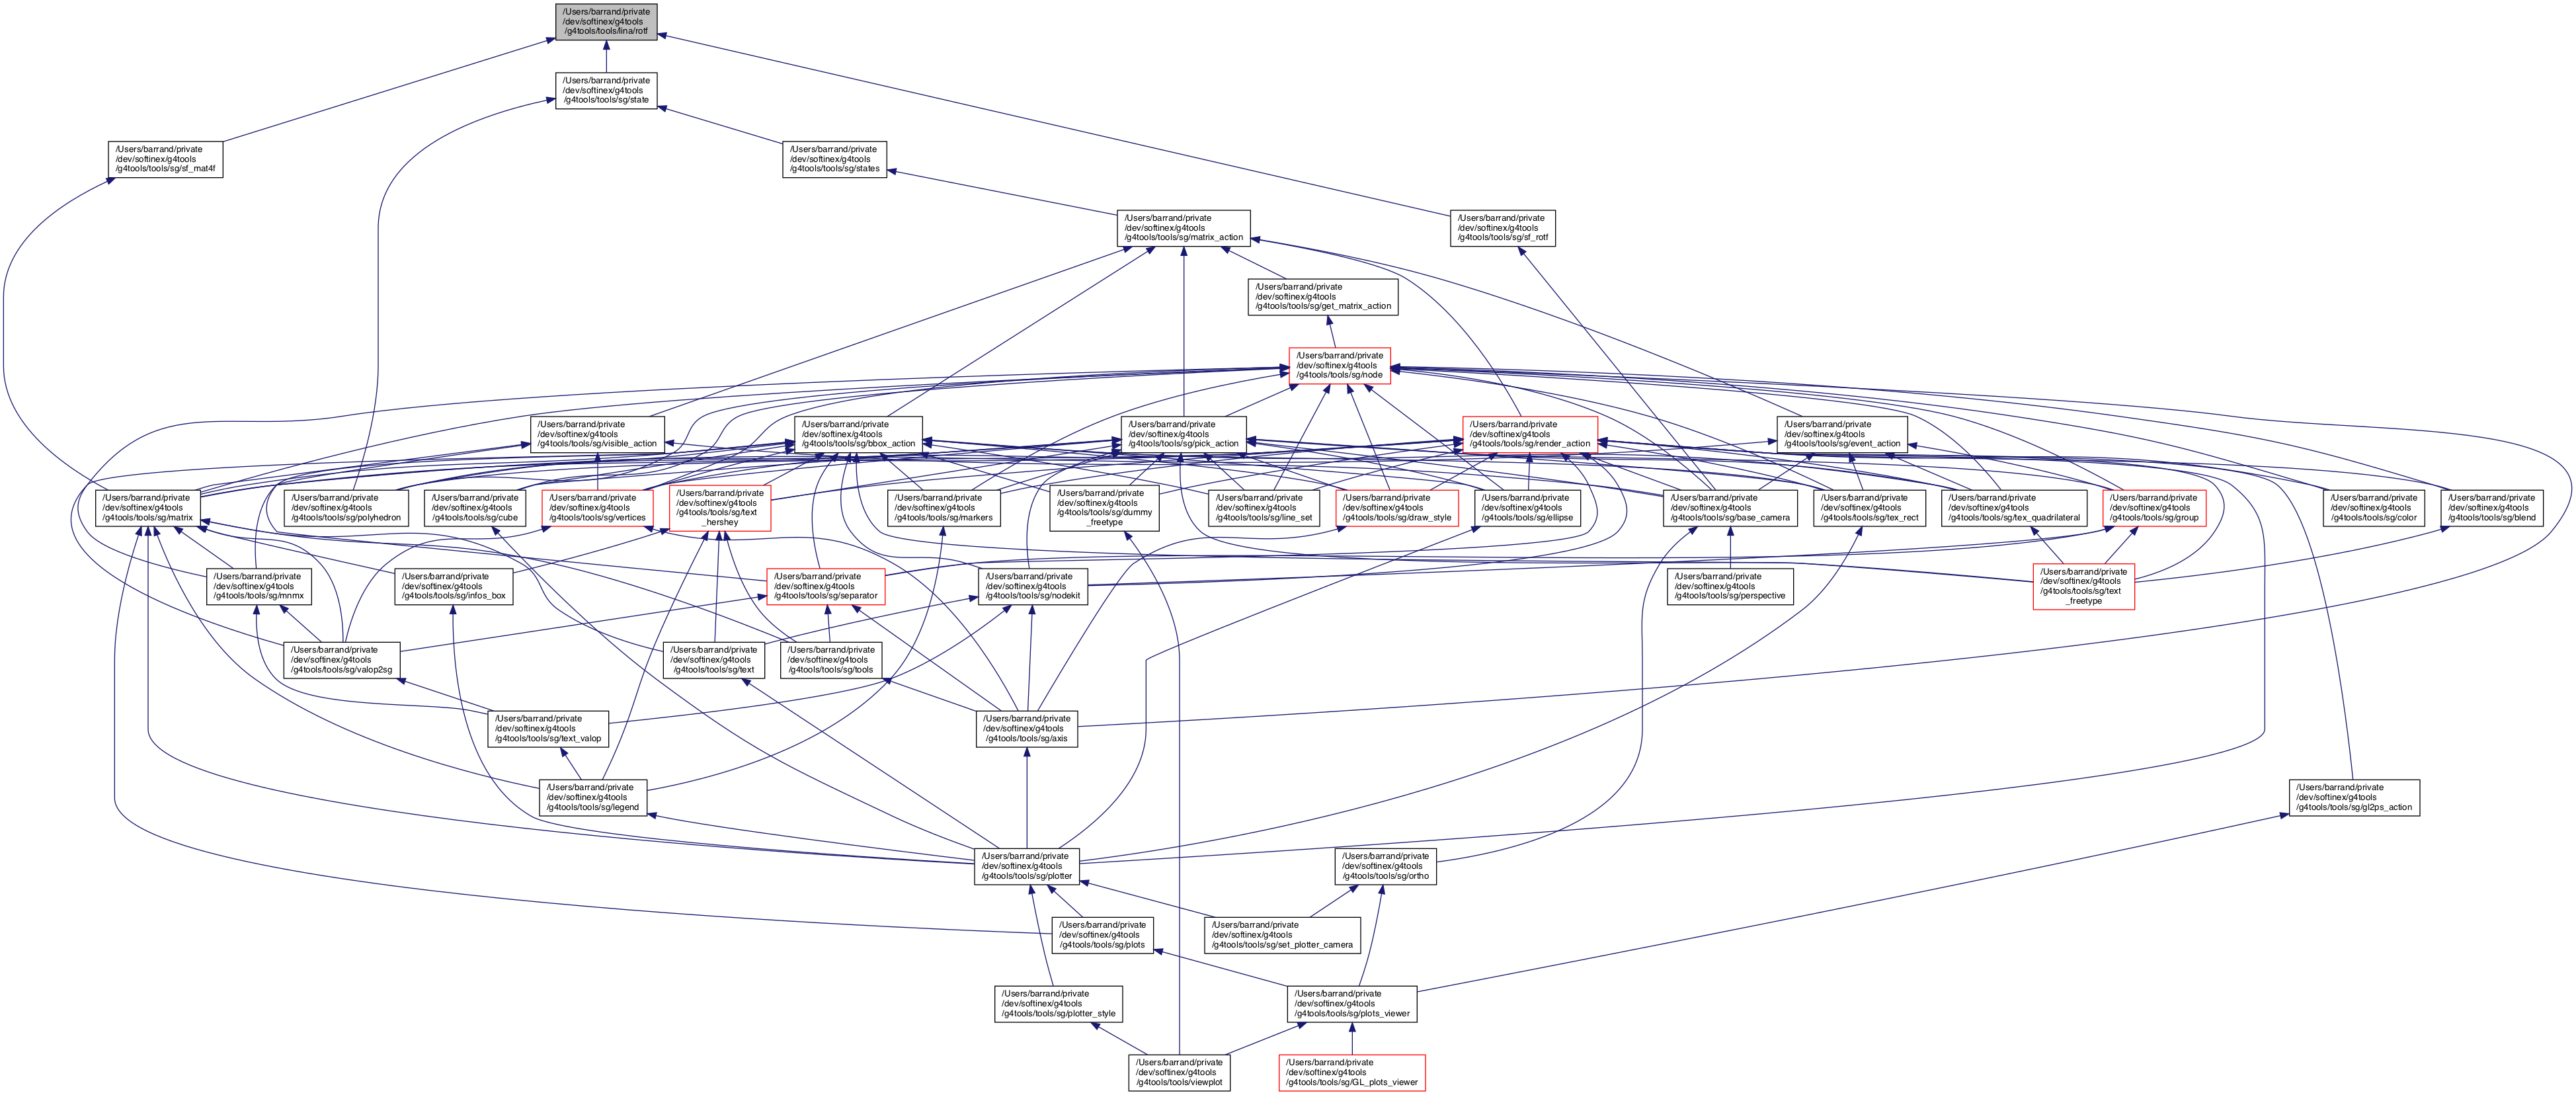 /Users/barrand/private
/dev/softinex/g4tools
/g4tools/tools/lina/rotf
/Users/barrand/private
/dev/softinex/g4tools
/g4tools/tools/sg/state
/Users/barrand/private
/dev/softinex/g4tools
/g4tools/tools/sg/sf_mat4f
/Users/barrand/private
/dev/softinex/g4tools
/g4tools/tools/sg/states
/Users/barrand/private
/dev/softinex/g4tools
/g4tools/tools/sg/matrix_action
/Users/barrand/private
/dev/softinex/g4tools
/g4tools/tools/sg/sf_rotf
/Users/barrand/private
/dev/softinex/g4tools
/g4tools/tools/sg/get_matrix_action
/Users/barrand/private
/dev/softinex/g4tools
/g4tools/tools/sg/node
/Users/barrand/private
/dev/softinex/g4tools
/g4tools/tools/sg/visible_action
/Users/barrand/private
/dev/softinex/g4tools
/g4tools/tools/sg/bbox_action
/Users/barrand/private
/dev/softinex/g4tools
/g4tools/tools/sg/pick_action
/Users/barrand/private
/dev/softinex/g4tools
/g4tools/tools/sg/render_action
/Users/barrand/private
/dev/softinex/g4tools
/g4tools/tools/sg/event_action
/Users/barrand/private
/dev/softinex/g4tools
/g4tools/tools/sg/matrix
/Users/barrand/private
/dev/softinex/g4tools
/g4tools/tools/sg/polyhedron
/Users/barrand/private
/dev/softinex/g4tools
/g4tools/tools/sg/cube
/Users/barrand/private
/dev/softinex/g4tools
/g4tools/tools/sg/vertices
/Users/barrand/private
/dev/softinex/g4tools
/g4tools/tools/sg/text
_hershey
/Users/barrand/private
/dev/softinex/g4tools
/g4tools/tools/sg/markers
/Users/barrand/private
/dev/softinex/g4tools
/g4tools/tools/sg/dummy
_freetype
/Users/barrand/private
/dev/softinex/g4tools
/g4tools/tools/sg/line_set
/Users/barrand/private
/dev/softinex/g4tools
/g4tools/tools/sg/draw_style
/Users/barrand/private
/dev/softinex/g4tools
/g4tools/tools/sg/ellipse
/Users/barrand/private
/dev/softinex/g4tools
/g4tools/tools/sg/base_camera
/Users/barrand/private
/dev/softinex/g4tools
/g4tools/tools/sg/tex_rect
/Users/barrand/private
/dev/softinex/g4tools
/g4tools/tools/sg/tex_quadrilateral
/Users/barrand/private
/dev/softinex/g4tools
/g4tools/tools/sg/group
/Users/barrand/private
/dev/softinex/g4tools
/g4tools/tools/sg/color
/Users/barrand/private
/dev/softinex/g4tools
/g4tools/tools/sg/blend
/Users/barrand/private
/dev/softinex/g4tools
/g4tools/tools/sg/mnmx
/Users/barrand/private
/dev/softinex/g4tools
/g4tools/tools/sg/infos_box
/Users/barrand/private
/dev/softinex/g4tools
/g4tools/tools/sg/separator
/Users/barrand/private
/dev/softinex/g4tools
/g4tools/tools/sg/nodekit
/Users/barrand/private
/dev/softinex/g4tools
/g4tools/tools/sg/perspective
/Users/barrand/private
/dev/softinex/g4tools
/g4tools/tools/sg/text
_freetype
/Users/barrand/private
/dev/softinex/g4tools
/g4tools/tools/sg/valop2sg
/Users/barrand/private
/dev/softinex/g4tools
/g4tools/tools/sg/text
/Users/barrand/private
/dev/softinex/g4tools
/g4tools/tools/sg/tools
/Users/barrand/private
/dev/softinex/g4tools
/g4tools/tools/sg/text_valop
/Users/barrand/private
/dev/softinex/g4tools
/g4tools/tools/sg/axis
/Users/barrand/private
/dev/softinex/g4tools
/g4tools/tools/sg/legend
/Users/barrand/private
/dev/softinex/g4tools
/g4tools/tools/sg/gl2ps_action
/Users/barrand/private
/dev/softinex/g4tools
/g4tools/tools/sg/plotter
/Users/barrand/private
/dev/softinex/g4tools
/g4tools/tools/sg/ortho
/Users/barrand/private
/dev/softinex/g4tools
/g4tools/tools/sg/plots
/Users/barrand/private
/dev/softinex/g4tools
/g4tools/tools/sg/set_plotter_camera
/Users/barrand/private
/dev/softinex/g4tools
/g4tools/tools/sg/plotter_style
/Users/barrand/private
/dev/softinex/g4tools
/g4tools/tools/sg/plots_viewer
/Users/barrand/private
/dev/softinex/g4tools
/g4tools/tools/viewplot
/Users/barrand/private
/dev/softinex/g4tools
/g4tools/tools/sg/GL_plots_viewer